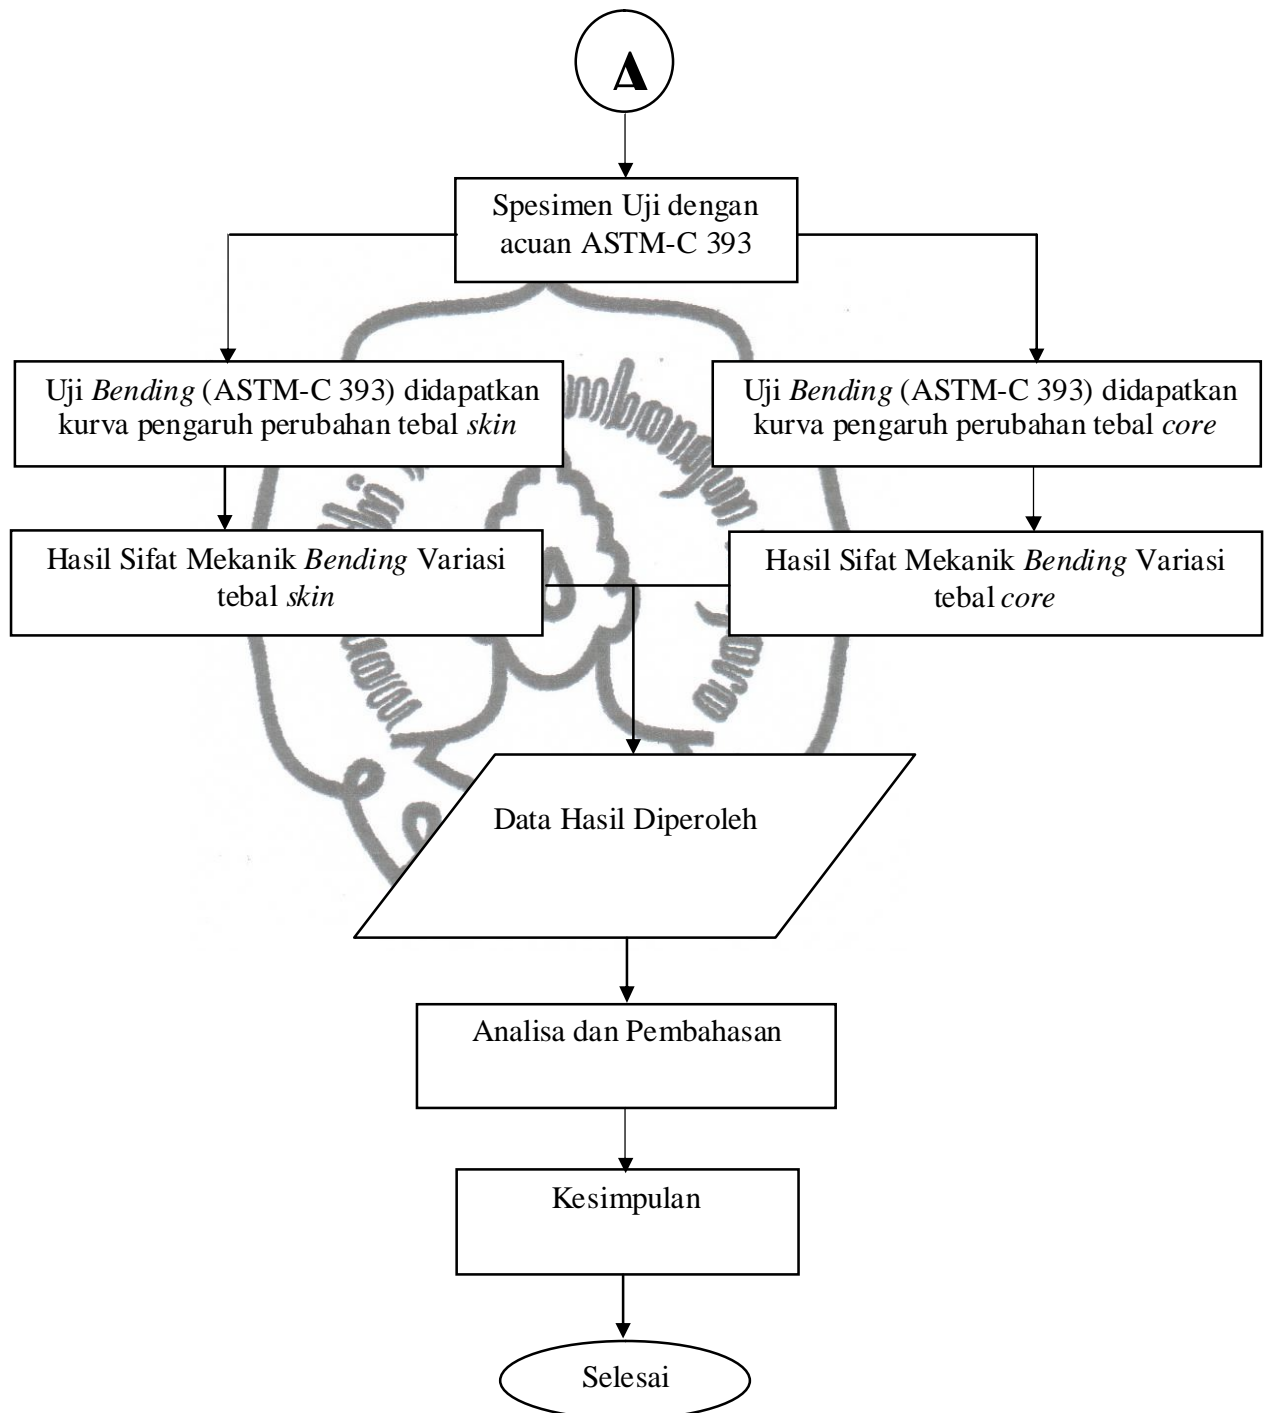 A
Spesimen Uji dengan
acuan ASTM-C 393
Uji Bending (ASTM-C 393) didapatkan
kurva pengaruh perubahan tebal skin
Uji Bending (ASTM-C 393) didapatkan
kurva pengaruh perubahan tebal core
Hasil Sifat Mekanik Bending Variasi
tebal skin
Hasil Sifat Mekanik Bending Variasi
tebal core
Data Hasil Diperoleh
Analisa dan Pembahasan
Kesimpulan
Selesai